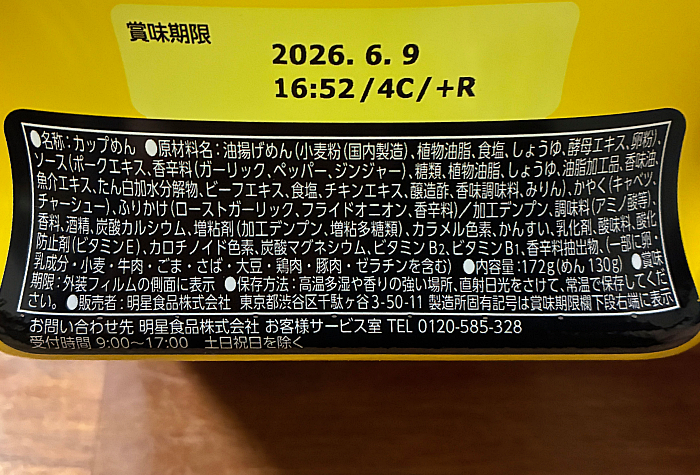 賞味期限
2026. 6. 9
16:52/4C/+R
●名称:カップめん ●原材料名:油揚げめん(小麦粉(国内製造)、植物油脂、食塩、しょうゆ、酵母エキス、卵粉)、
ソース(ポークエキス、香辛料(ガーリック、ペッパー、ジンジャー)、糖類、植物油脂、しょうゆ、油脂加工品、香味油、
魚介エキス、たん白加水分解物、ビーフエキス、食塩、チキンエキス、醸造酢、香味調味料、みりん)、かやく(キャベツ、
チャーシュー)、ふりかけ(ローストガーリック、フライドオニオン、香辛料)/加工デンプン、調味料(アミノ酸等)、
香料、酒精、炭酸カルシウム、増粘剤(加工デンプン、増粘多糖類)、カラメル色素、かんすい、乳化剤、酸味料、酸化
防止剤(ビタミンE)、カロチノイド色素、炭酸マグネシウム、ビタミンB2、ビタミンB1、香辛料抽出物、(一部に卵・
乳成分・小麦・牛肉・ごま・さば・大豆・鶏肉・豚肉・ゼラチンを含む) ●内容量:172g(めん130g) ●賞味
期限:外装フィルムの側面に表示 ●保存方法:高温多湿や香りの強い場所、直射日光をさけて、常温で保存してくださ
い。 ●販売者:明星食品株式会社 東京都渋谷区千駄ヶ谷3-50-11 製造所固有記号は賞味期限欄下段右端に表示
お問い合わせ先 明星食品株式会社 お客様サービス室 TEL 0120-585-328
受付時間 9:00〜17:00 土日祝日を除く